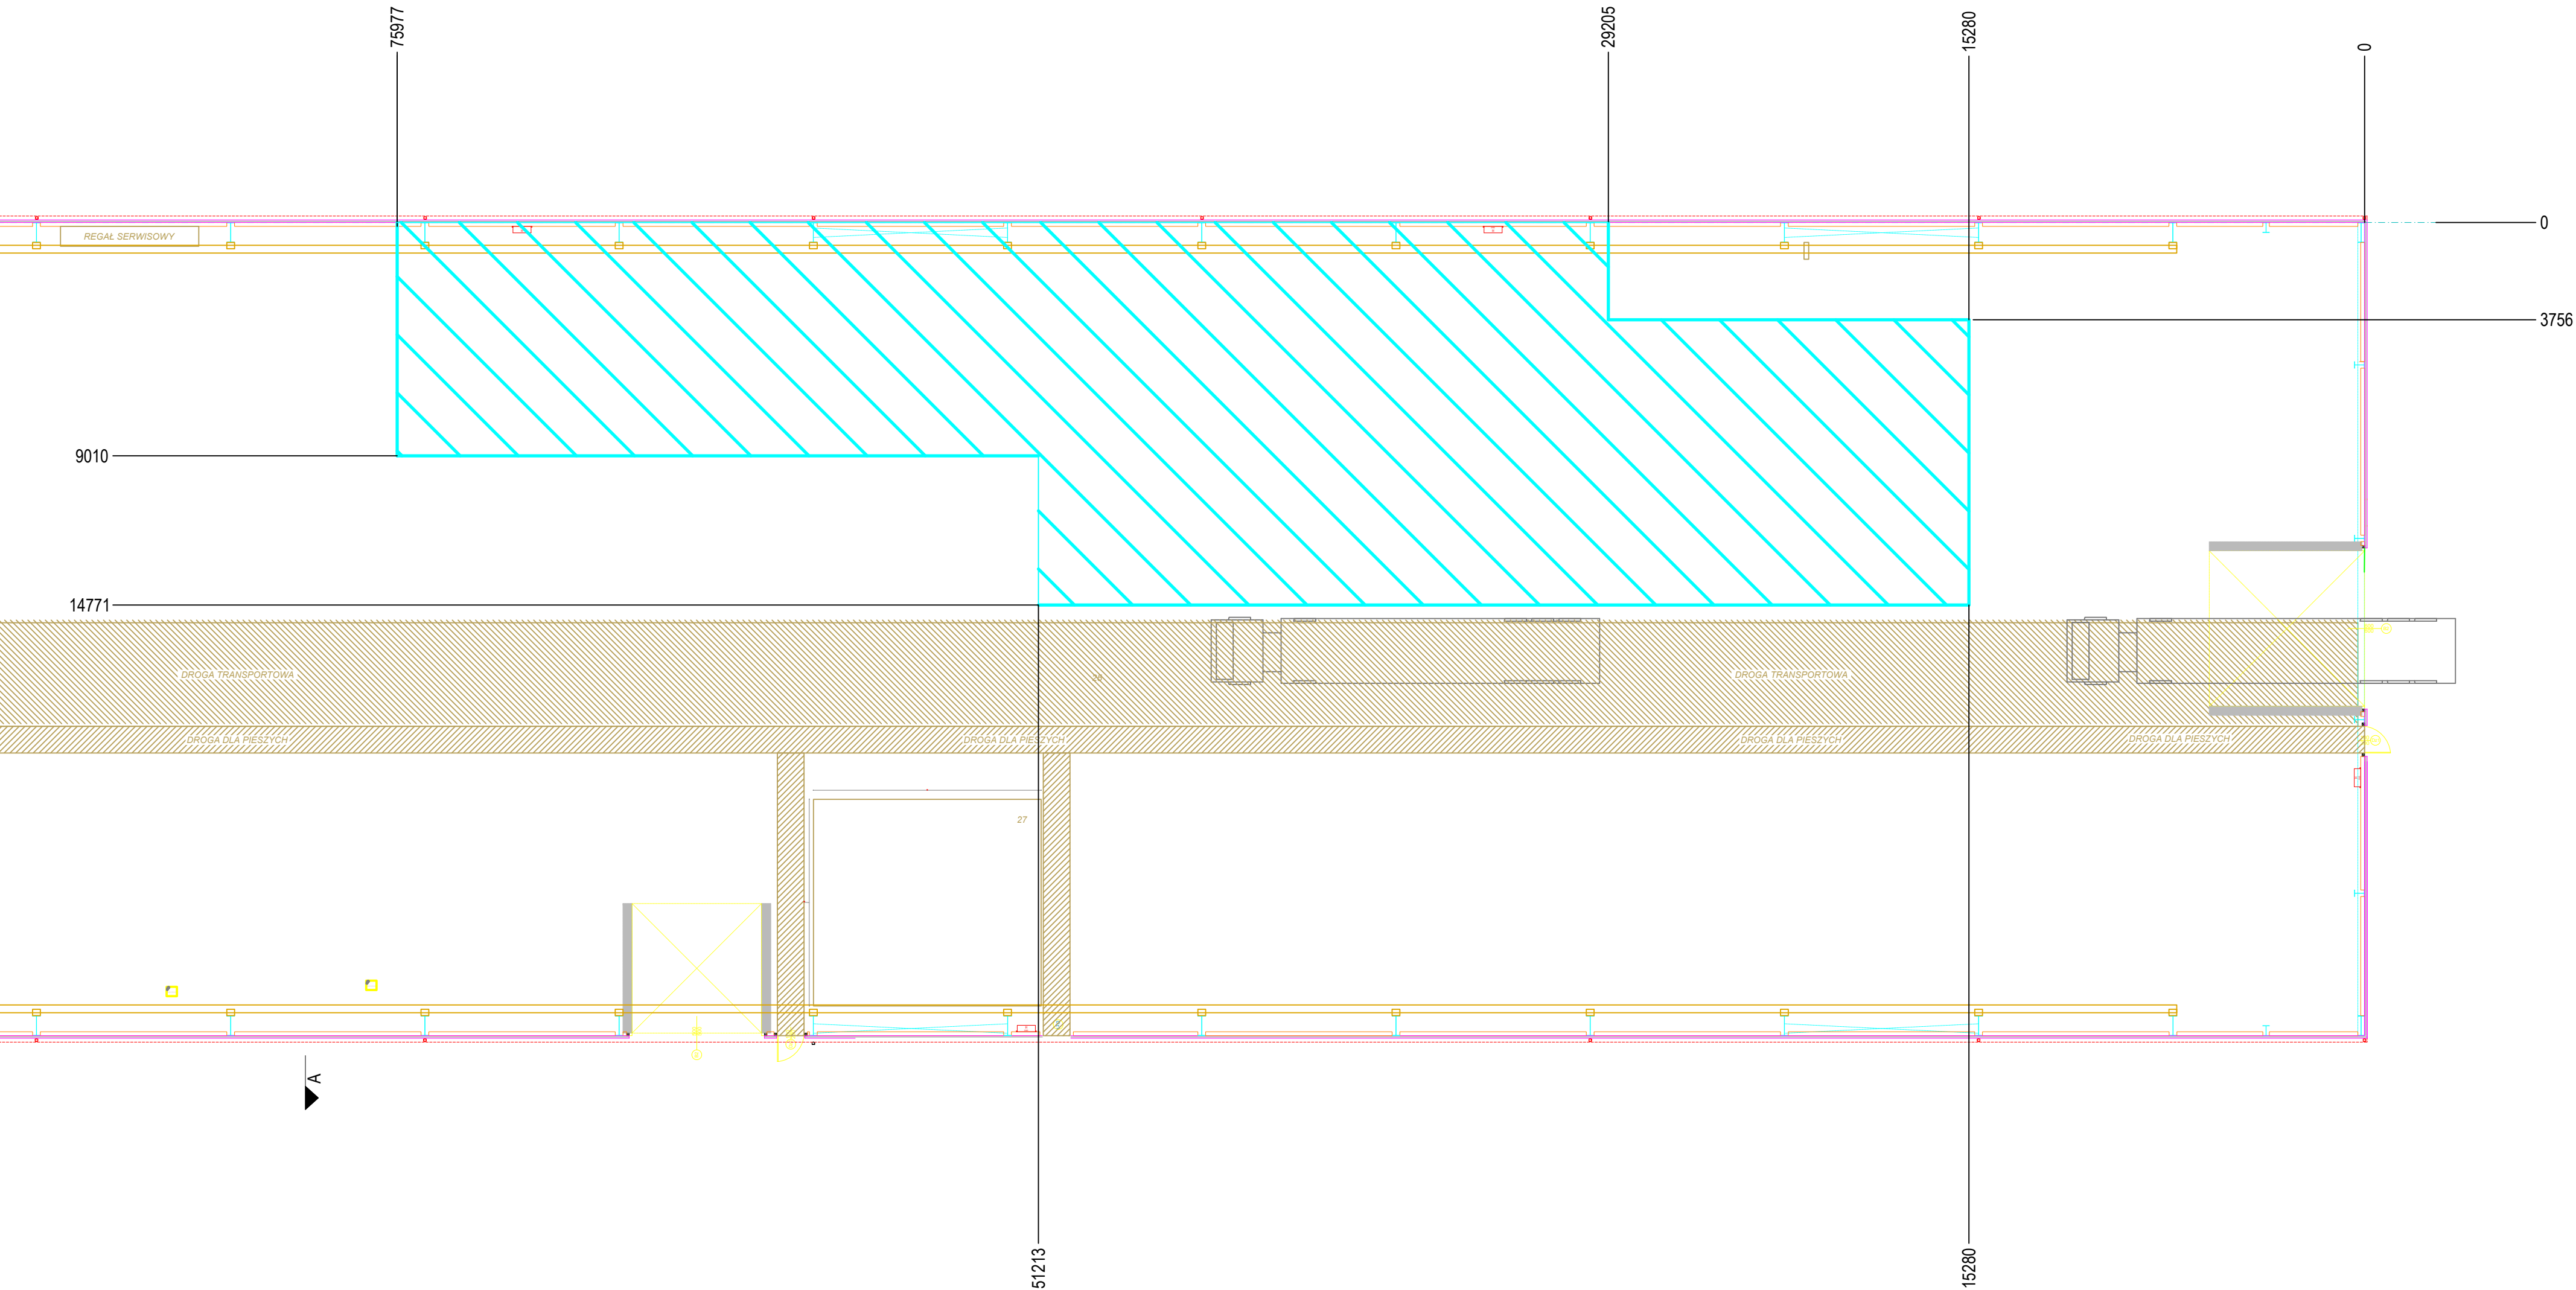 75977
29205
15280
0
0
REGAŁ SERWISOWY
3756
9010
14771
DROGA TRANSPORTOWA
26
DROGA TRANSPORTOWA
DROGA DLA PIESZYCH
DROGA DLA PIESZYCH
DROGA DLA PIESZYCH
DROGA DLA PIESZYCH
27
A
51213
15280